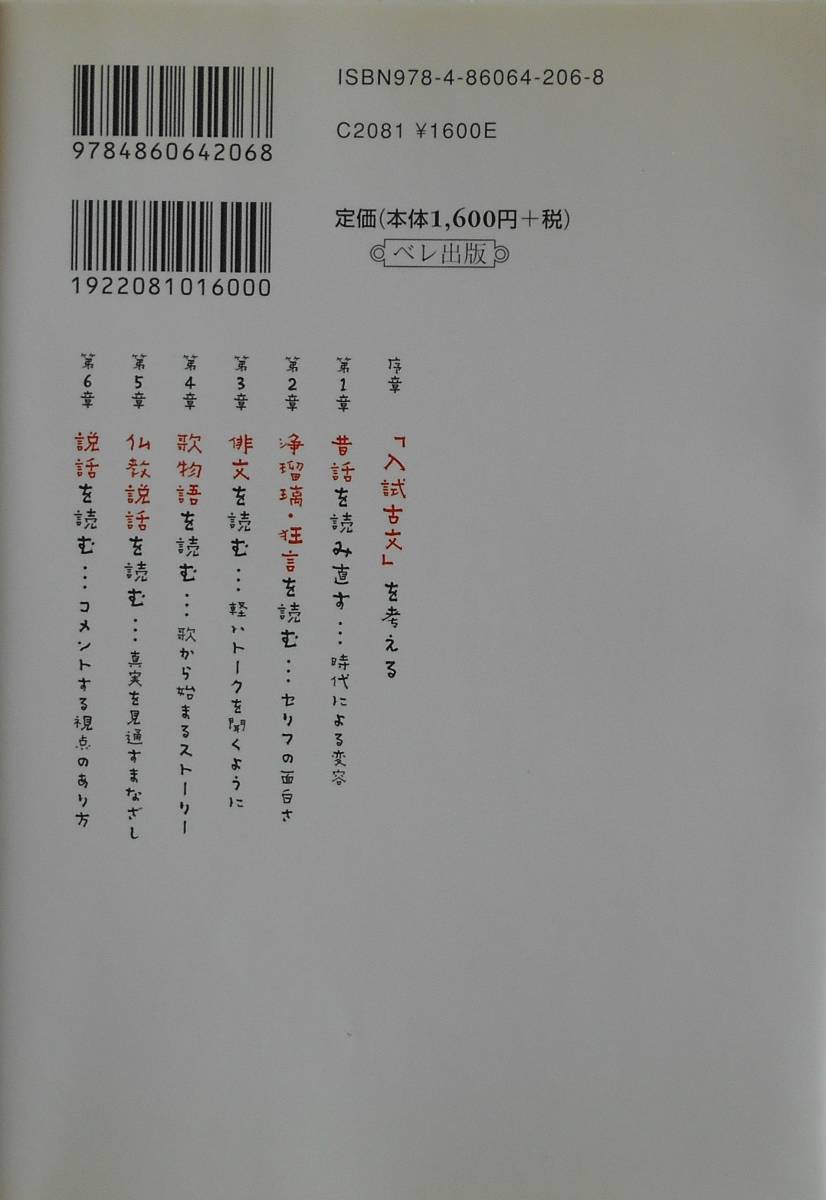 9784860642068
ISBN978-4-86064-206-8
C2081 ¥1600E
1922081016000
定価(本体1,600円+税)
ベレ出版
序章 「入試古文」を考える
第1章 昔話を読み直す…時代による変容
第2章 浄瑠璃・狂言を読む…セリフの面白さ
第3章 俳文を読む…軽いトークを聞くように
第4章 歌物語を読む…歌から始まるストーリー
第5章 仏教説話を読む…真実を見通すまなざし
第6章 説話を読む…コメントする視点のあり方